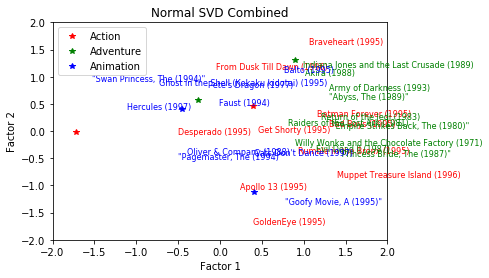 Normal SVD Combined
2.0
1.5
1.0
0.5
0.0
−0.5
−1.0
−1.5
−2.0
Factor 2
Action
Adventure
Animation
Braveheart (1995)
Indiana Jones and the Last Crusade (1989)
From Dusk Till Dawn
Balto (1995)
Akira (1988)
"Swan Princess, The (1994)"
Ghost in the Shell (Kokaku kidotai) (1995)
Pete's Dragon (1977)
Army of Darkness (1993)
"Abyss, The (1989)"
Faust (1994)
Hercules (1997)
Batman Forever (1995)
Return of the Jedi (1983)
Raiders of the Lost Ark (1981)
"Empire Strikes Back, The (1980)"
Get Shorty (1995)
Desperado (1995)
Willy Wonka and the Chocolate Factory (1971)
Oliver & Company (1988)
"Princess Bride, The (1987)"
"Pagemaster, The (1994)"
Muppet Treasure Island (1996)
Apollo 13 (1995)
"Goofy Movie, A (1995)"
GoldenEye (1995)
−2.0 −1.5 −1.0 −0.5 0.0 0.5 1.0 1.5 2.0
Factor 1